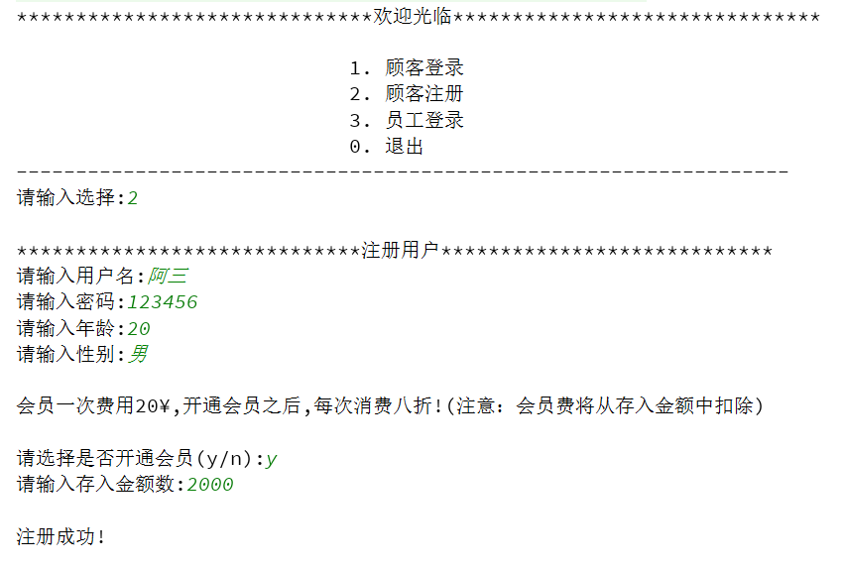 ******************************欢迎光临*******************************
1. 顾客登录
2. 顾客注册
3. 员工登录
0. 退出
-----------------------------------------------------------------
请输入选择:2
*****************************注册用户****************************
请输入用户名:阿三
请输入密码:123456
请输入年龄:20
请输入性别:男
会员一次费用20¥,开通会员之后,每次消费八折!(注意：会员费将从存入金额中扣除)
请选择是否开通会员(y/n):y
请输入存入金额数:2000
注册成功!